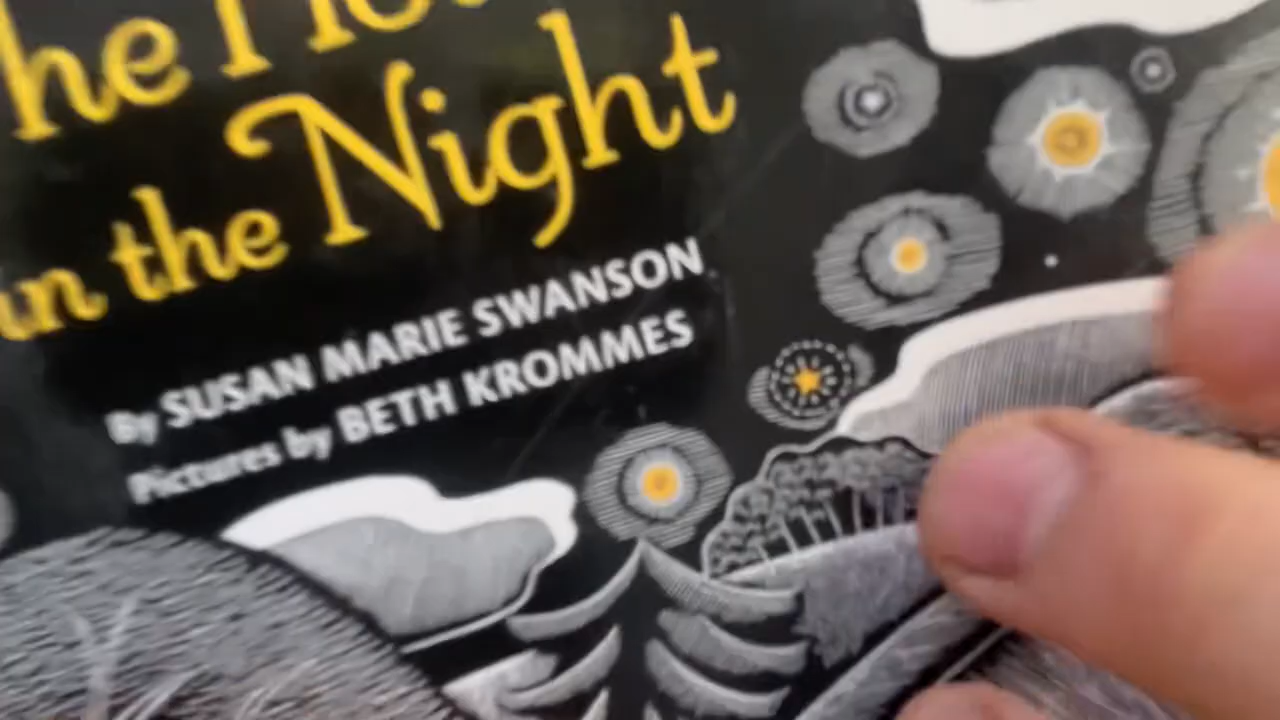 he
in the Night
By SUSAN MARIE SWANSON
Pictures by BETH KROMMES